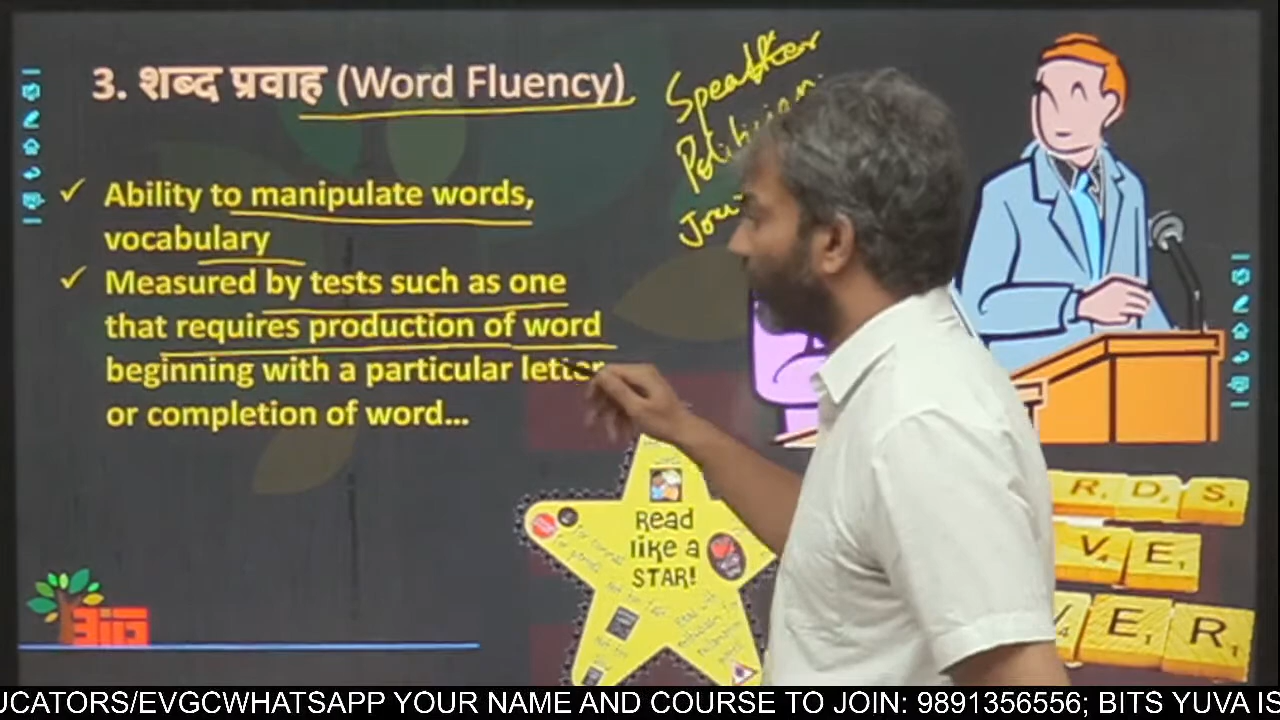 3. शब्द प्रवाह (Word Fluency)
Speaker
Politician
Ability to manipulate words,
vocabulary
Measured by tests such as one
that requires production of word
beginning with a particular letter
or completion of word...
Read
like a
STAR!
R D S
V E
E R
UCATORS/EVGCWHATSAPP YOUR NAME AND COURSE TO JOIN: 9891356556; BITS YUVA IS